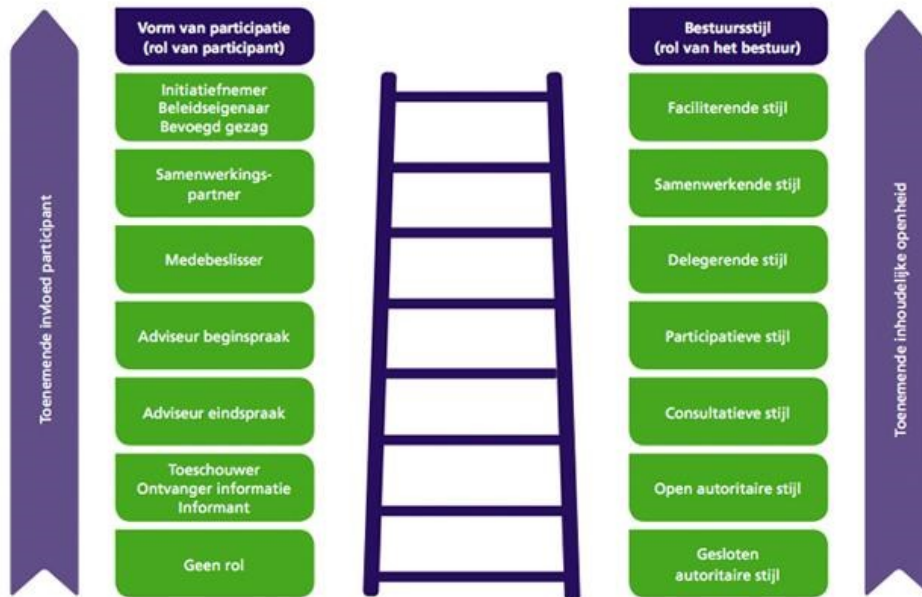 Toenemende invloed participant
Vorm van participatie
(rol van participant)
Initiatiefnemer
Beleidseigenaar
Bevoegd gezag
Samenwerkings-
partner
Medebeslisser
Adviseur beginspraak
Adviseur eindspraak
Toeschouwer
Ontvanger informatie
Informant
Geen rol
Bestuursstijl
(rol van het bestuur)
Faciliterende stijl
Samenwerkende stijl
Delegerende stijl
Participatieve stijl
Consultatieve stijl
Open autoritaire stijl
Gesloten
autoritaire stijl
Toenemende inhoudelijke openheid